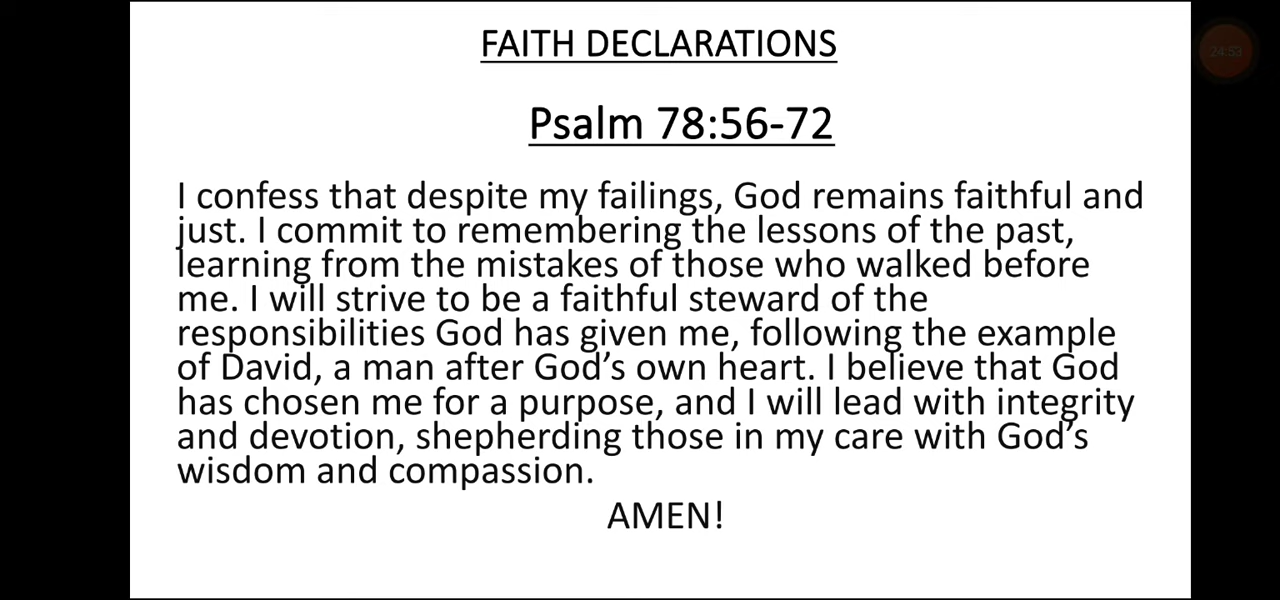 FAITH DECLARATIONS
24:53
Psalm 78:56-72
I confess that despite my failings, God remains faithful and
just. I commit to remembering the lessons of the past,
learning from the mistakes of those who walked before
me. I will strive to be a faithful steward of the
responsibilities God has given me, following the example
of David, a man after God’s own heart. I believe that God
has chosen me for a purpose, and I will lead with integrity
and devotion, shepherding those in my care with God’s
wisdom and compassion.
AMEN!